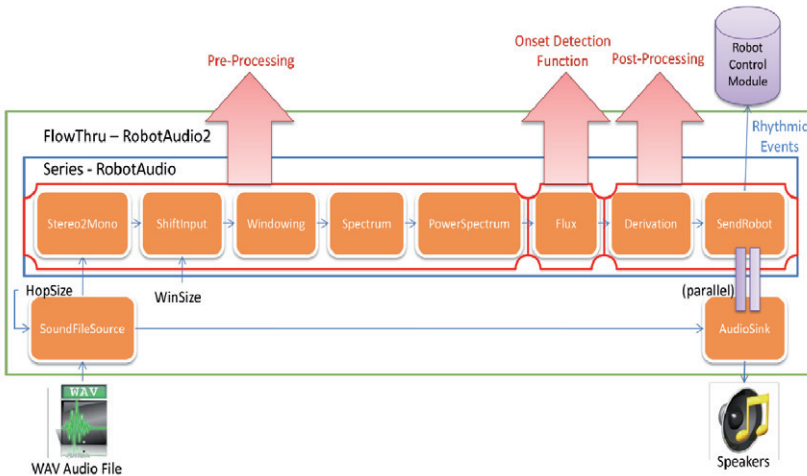 Robot
Control
Module
Pre-Processing
Onset Detection
Function
Post-Processing
FlowThru – RobotAudio2
Rhythmic
Events
Series - RobotAudio
Stereo2Mono
ShiftInput
Windowing
Spectrum
PowerSpectrum
Flux
Derivation
SendRobot
HopSize
WinSize
(parallel)
SoundFileSource
AudioSink
WAV
WAV Audio File
Speakers